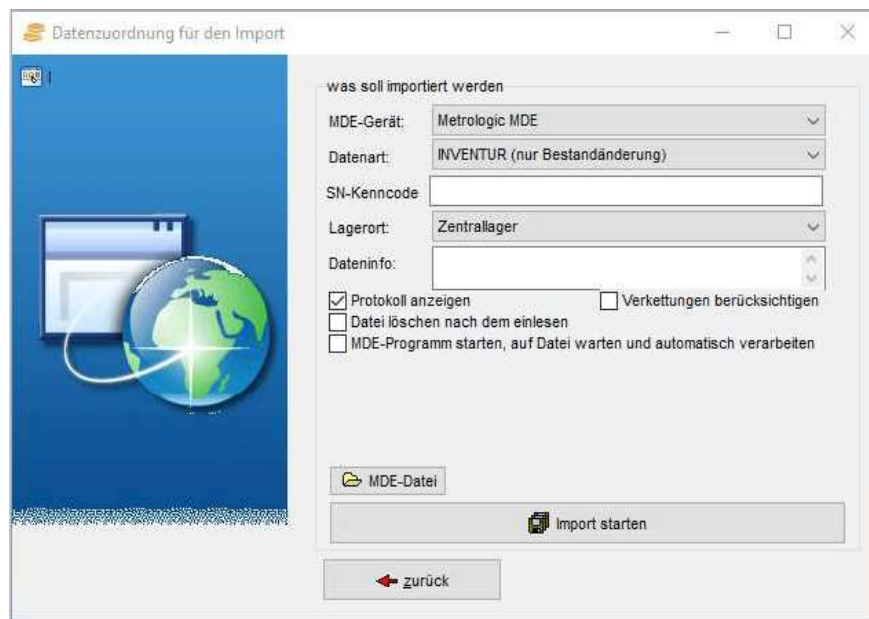 Datenzuordnung für den Import
was soll importiert werden
MDE-Gerät: Metrologic MDE
Datenart: INVENTUR (nur Bestandänderung)
SN-Kenncode
Lagerort: Zentrallager
Dateninfo:
Protokoll anzeigen Verkettungen berücksichtigen
Datei löschen nach dem einlesen
MDE-Programm starten, auf Datei warten und automatisch verarbeiten
MDE-Datei
Import starten
zurück